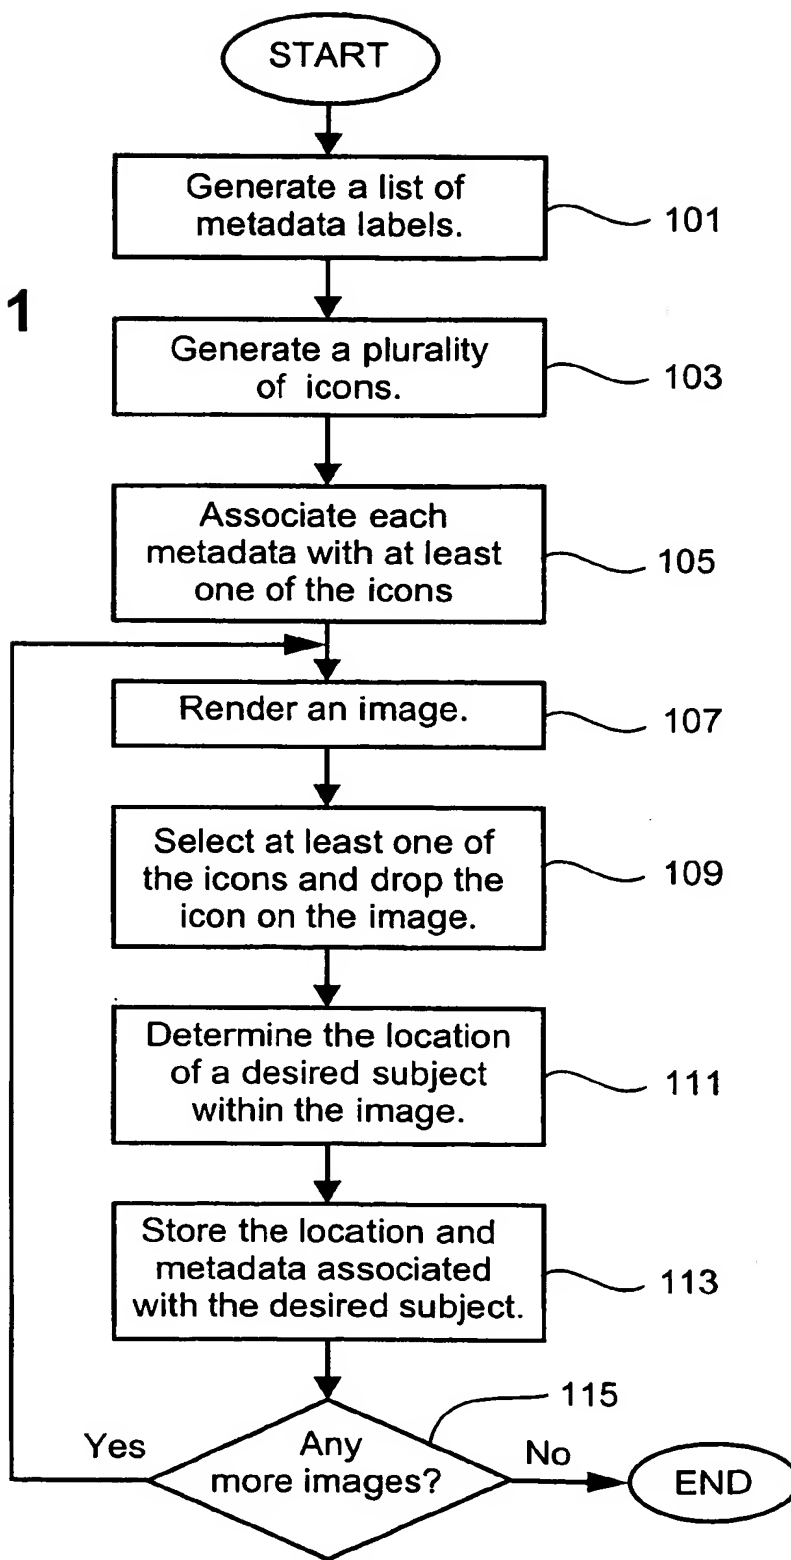 START
Generate a list of
metadata labels.
101
1
Generate a plurality
of icons.
103
Associate each
metadata with at least
one of the icons
105
Render an image.
107
Select at least one of
the icons and drop the
icon on the image.
109
Determine the location
of a desired subject
within the image.
111
Store the location and
metadata associated
with the desired subject.
113
115
Yes
Any
more images?
No
END